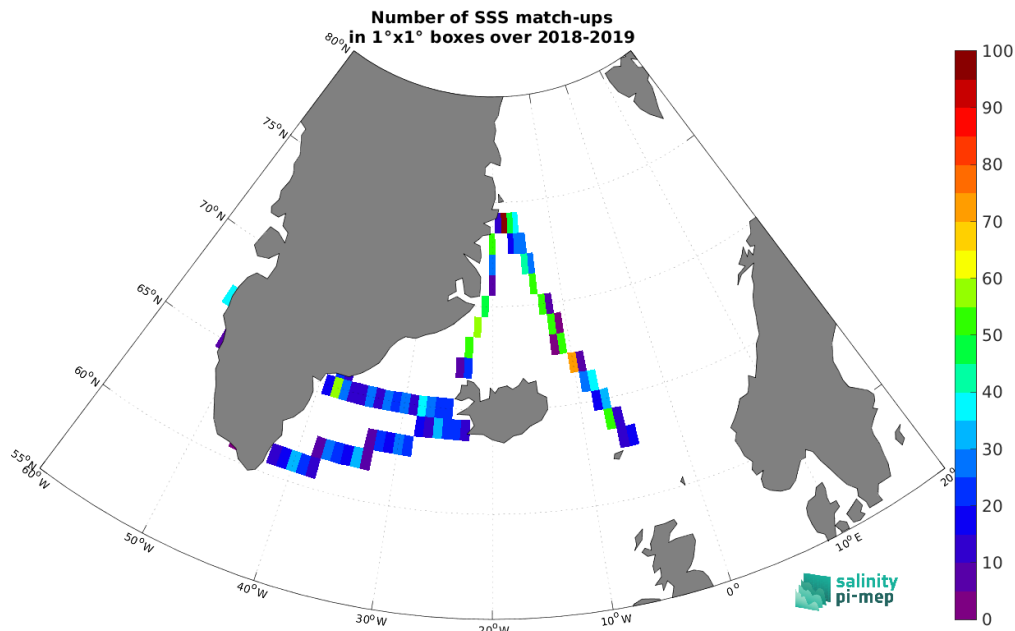 Number of SSS match-ups
in 1°x1° boxes over 2018-2019
80°N
75°N
70°N
65°N
60°N
55°N
60°W
50°W
40°W
30°W
20°W
10°W
0°
10°E
20°
100
90
80
70
60
50
40
30
20
10
0
salinity
pi-mep